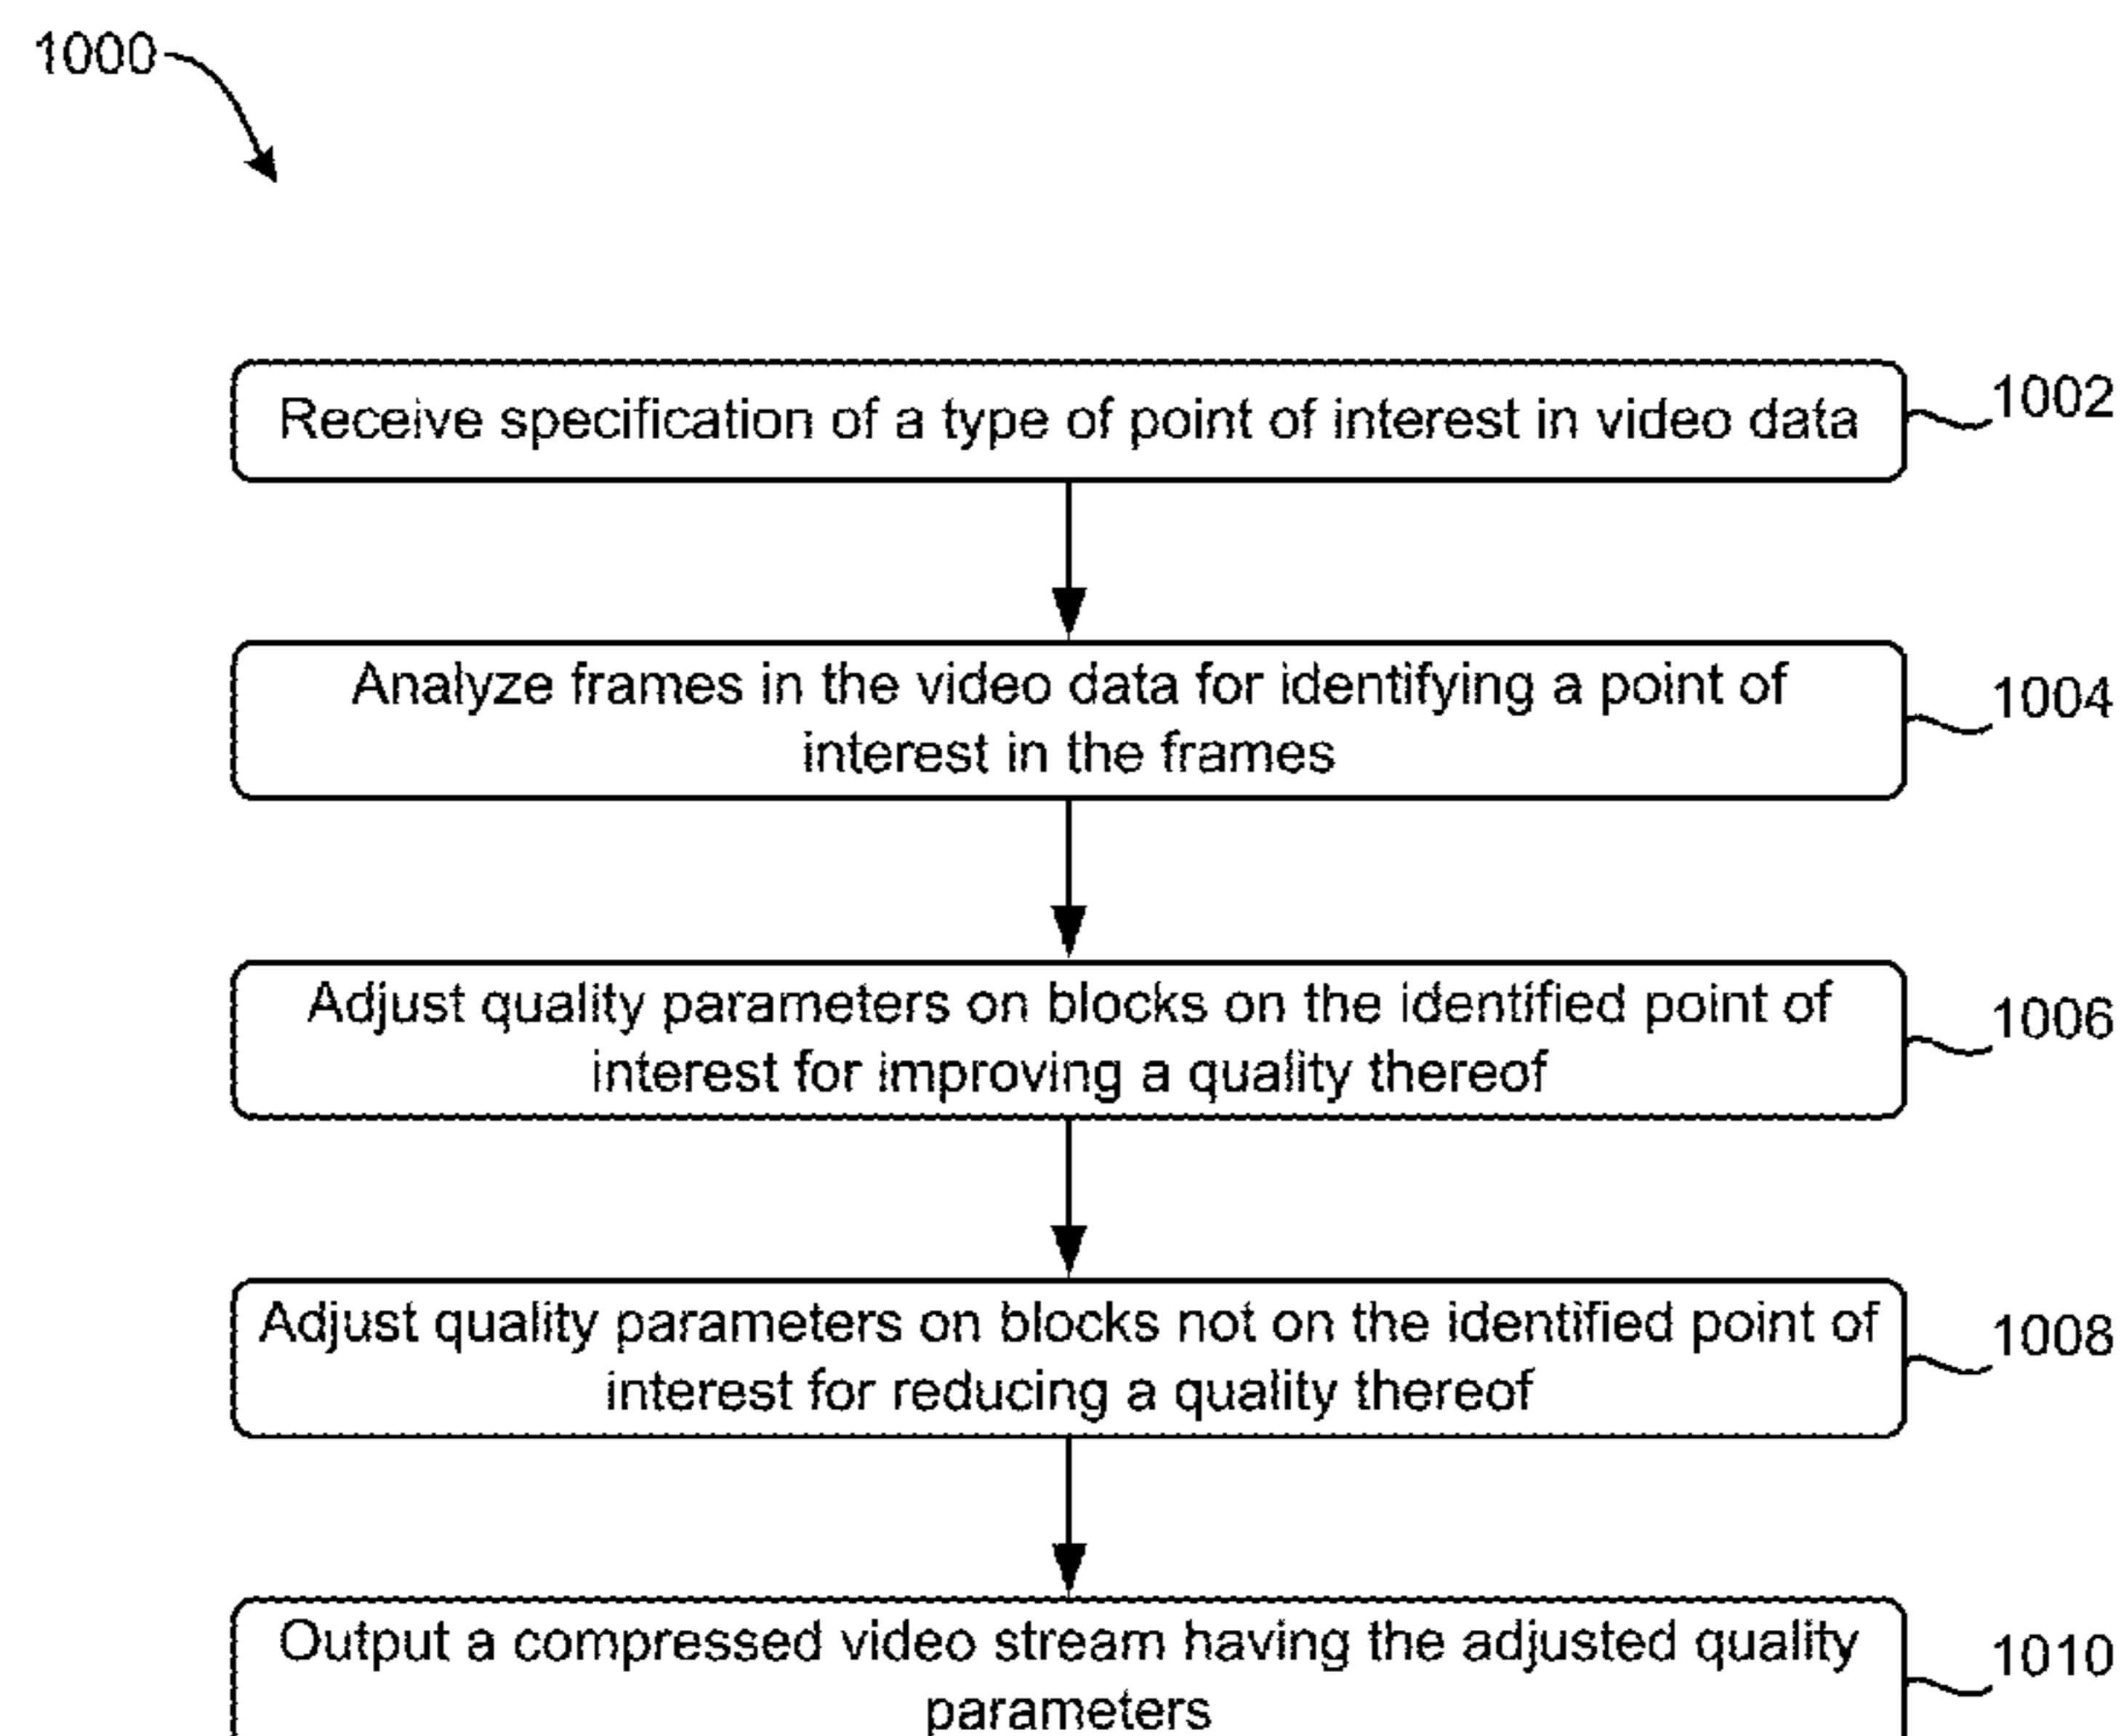 1000
Receive specification of a type of point of interest in video data
1002
Analyze frames in the video data for identifying a point of
interest in the frames
1004
Adjust quality parameters on blocks on the identified point of
interest for improving a quality thereof
1006
Adjust quality parameters on blocks not on the identified point of
interest for reducing a quality thereof
1008
Output a compressed video stream having the adjusted quality
parameters
1010